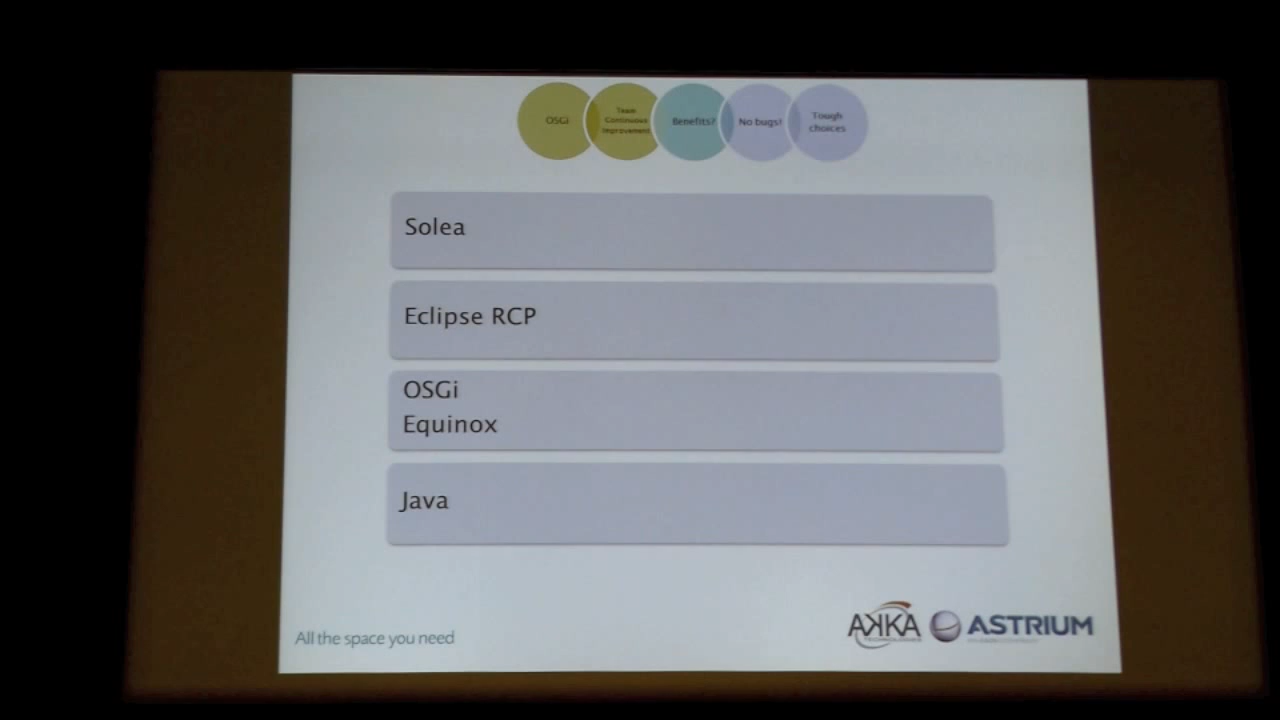 OSGi
Team
Continuous
Improvement
Benefits?
No bugs!
Tough
choices
Solea
Eclipse RCP
OSGi
Equinox
Java
All the space you need
AKKA
TECHNOLOGIES
ASTRIUM